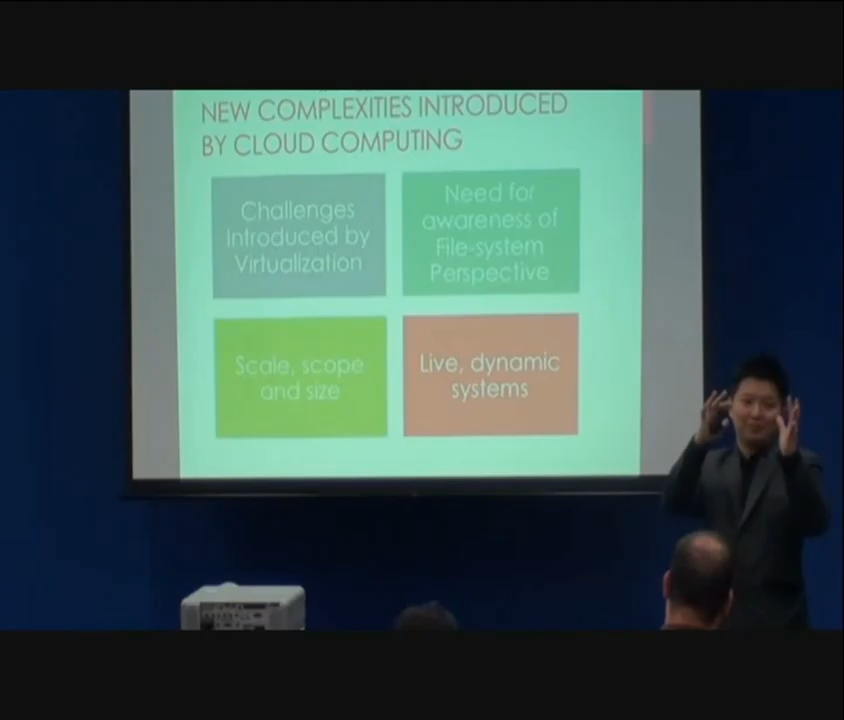 NEW COMPLEXITIES INTRODUCED
BY CLOUD COMPUTING
Challenges
Introduced by
Virtualization
Need for
awareness of
File-system
Perspective
Scale, scope
and size
Live, dynamic
systems